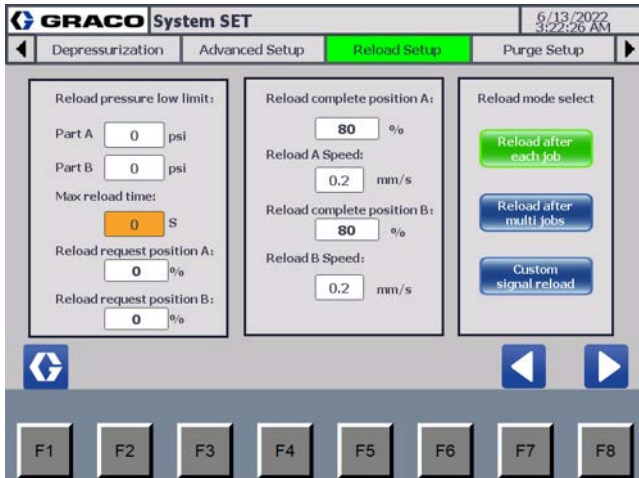 GRACO System SET
6/13/2022
3:22:26 AM
Depressurization Advanced Setup Reload Setup Purge Setup
Reload pressure low limit:
Part A 0 psi
Part B 0 psi
Max reload time:
0 S
Reload request position A:
0 %
Reload request position B:
0 %
Reload complete position A:
80 %
Reload A Speed:
0.2 mm/s
Reload complete position B:
80 %
Reload B Speed:
0.2 mm/s
Reload mode select
Reload after
each job
Reload after
multi jobs
Custom
signal reload
F1 F2 F3 F4 F5 F6 F7 F8